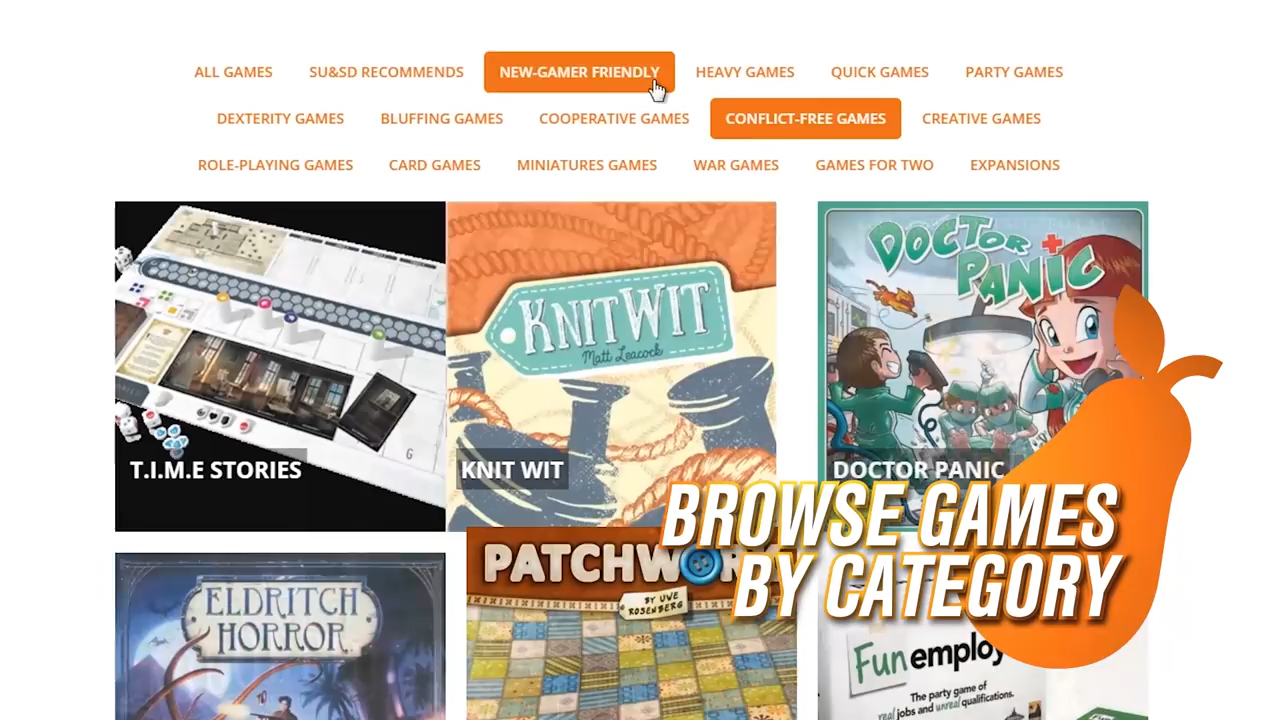 ALL GAMES
SU&SD RECOMMENDS
NEW-GAMER FRIENDLY
HEAVY GAMES
QUICK GAMES
PARTY GAMES
DEXTERITY GAMES
BLUFFING GAMES
COOPERATIVE GAMES
CONFLICT-FREE GAMES
CREATIVE GAMES
ROLE-PLAYING GAMES
CARD GAMES
MINIATURES GAMES
WAR GAMES
GAMES FOR TWO
EXPANSIONS
T.I.M.E STORIES
KNITWIT
Matt Leacock
KNIT WIT
DOCTOR
PANIC
DOCTOR PANIC
BROWSE GAMES
BY CATEGORY
ELDRITCH
HORROR
PATCHWOR
BY UWE
ROSENBERG
Fun employ
The party game of
real jobs and unreal qualifications.